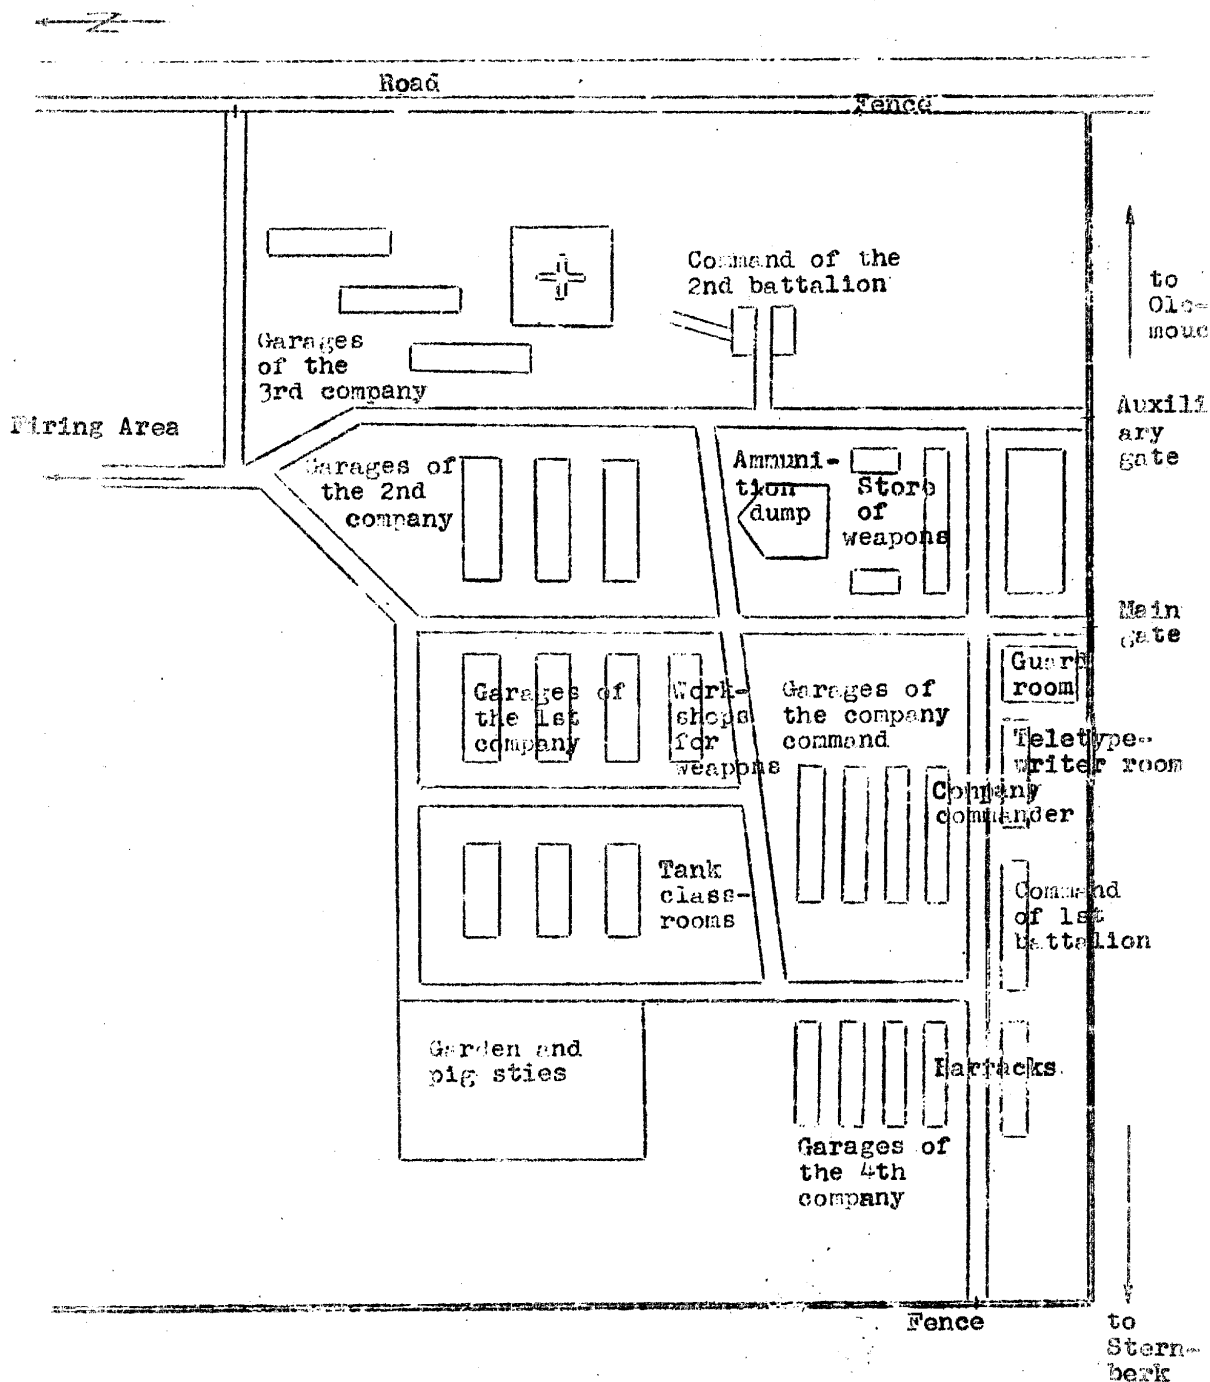 N
Road
Fence
Command of the
2nd battalion
to
Olo-
mouc
Garages
of the
3rd company
Firing Area
Auxili
ary
gate
Garages of
the 2nd
company
Ammuni-
tion
dump
Store
of
weapons
Main
gate
Guard
room
Garages of
the 1st
company
Work-
shops
for
weapons
Garages of
the company
command
Teletype-
writer room
Company
commander
Tank
class-
rooms
Command
of 1st
battalion
Garden and
pig sties
Barracks
Garages of
the 4th
company
Fence
to
Stern-
berk